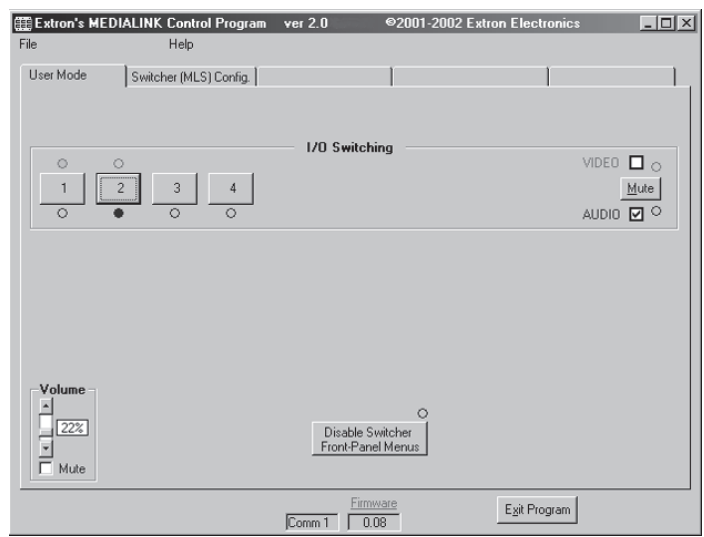 Extron's MEDIALINK Control Program ver 2.0 ©2001-2002 Extron Electronics
File Help
User Mode Switcher (MLS) Config.
I/O Switching
VIDEO
1 2 3 4 Mute
AUDIO
Volume
22%
Mute
Disable Switcher
Front-Panel Menus
Firmware
Comm 1 0.08 Exit Program